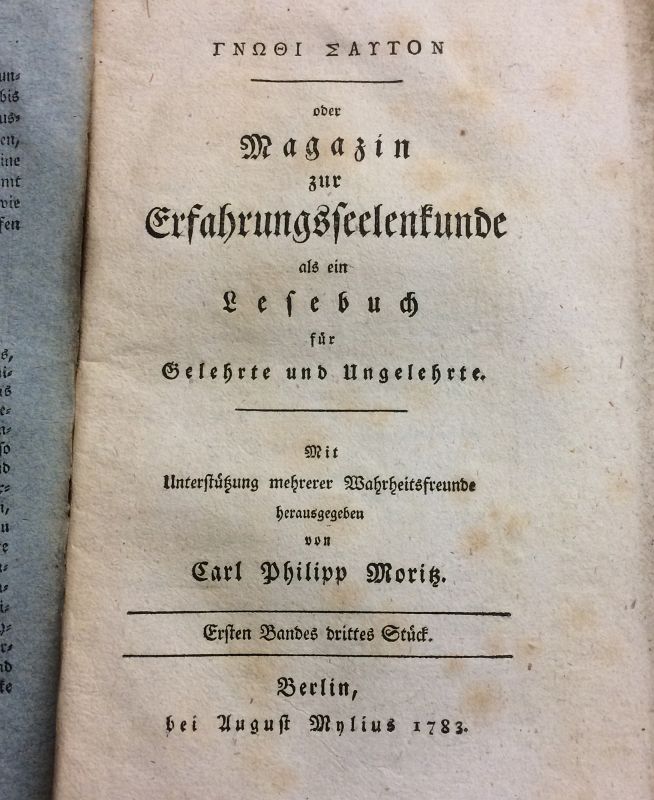 ΓΝΩΘΙ ΣΑΥΤΟΝ
oder
Magazin
zur
Erfahrungsseelenkunde
als ein
Lesebuch
für
Gelehrte und Ungelehrte.
Mit
Unterstützung mehrerer Wahrheitsfreunde
herausgegeben
von
Carl Philipp Moritz.
Ersten Bandes drittes Stück.
Berlin,
bei August Mylius 1783.